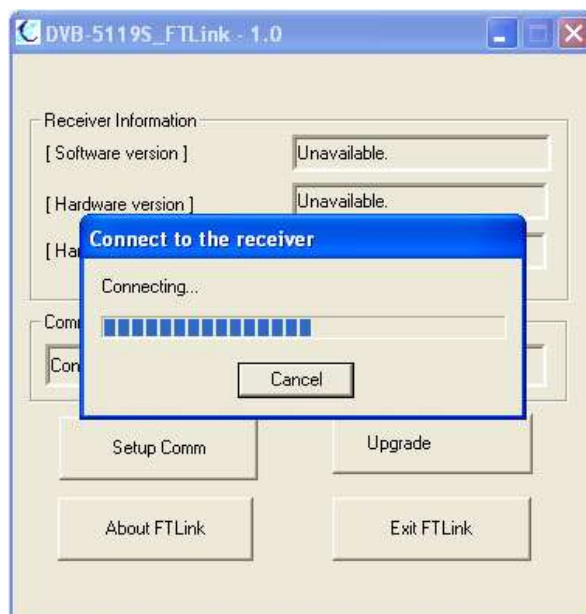 DVB-5119S_FTLink - 1.0
Receiver Information
[ Software version ]
Unavailable.
[ Hardware version ]
Unavailable.
Connect to the receiver
Connecting...
Cancel
Setup Comm
Upgrade
About FTLink
Exit FTLink